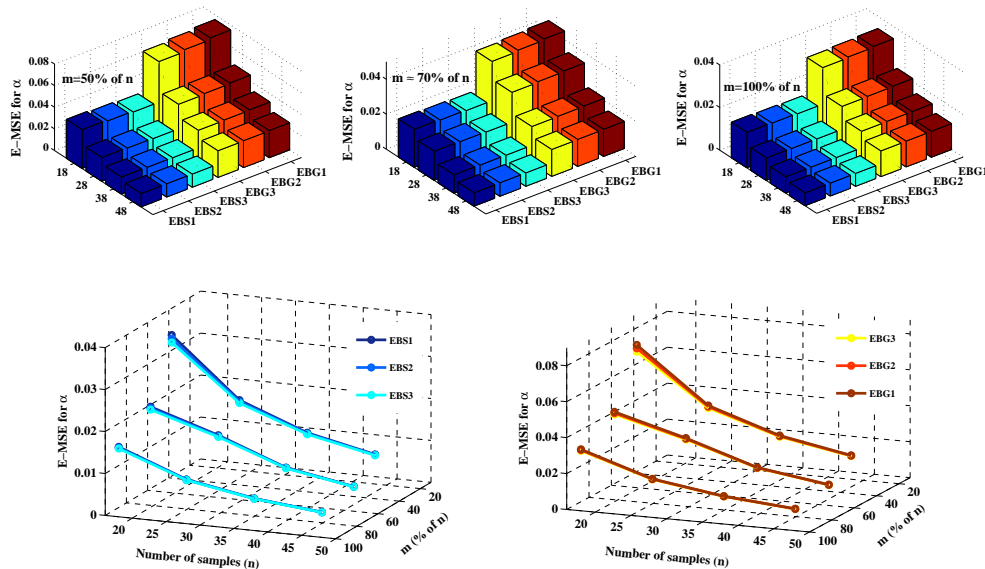 0.08
0.06
0.04
0.02
0
E−MSE for α
m=50% of n
18
28
38
48
EBS1
EBS2
EBS3
EBG3
EBG2
EBG1
0.04
0.02
0
E−MSE for α
m = 70% of n
18
28
38
48
EBS1
EBS2
EBS3
EBG3
EBG2
EBG1
0.04
0.02
0
E−MSE for α
m=100% of n
18
28
38
48
EBS1
EBS2
EBS3
EBG3
EBG2
EBG1
0.04
0.03
0.02
0.01
0
E−MSE for α
20
25
30
35
40
45
50
Number of samples (n)
100
80
60
40
20
m (% of n)
EBS1
EBS2
EBS3
0.08
0.06
0.04
0.02
0
E−MSE for α
20
25
30
35
40
45
50
Number of samples (n)
100
80
60
40
20
m (% of n)
EBG3
EBG2
EBG1